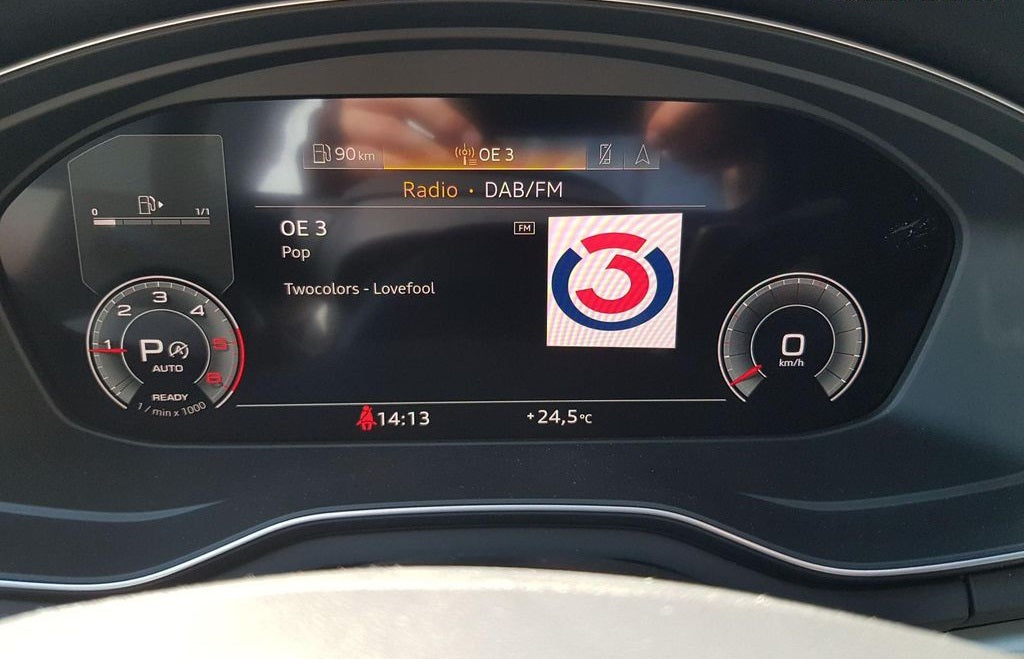 90 km OE 3
Radio • DAB/FM
0 1/1
OE 3 FM
Pop
Twocolors - Lovefool
3
1 2 3 4 5 6
P
AUTO
READY
1 / min x 1000
0
km/h
14:13 +24,5°C